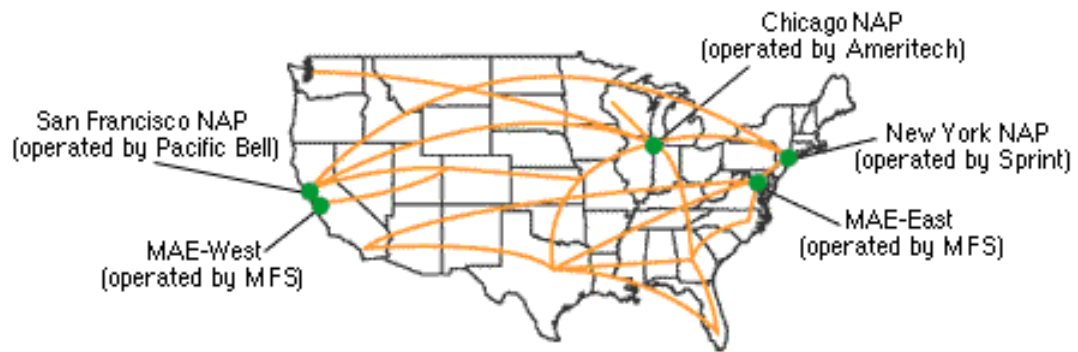 Chicago NAP
(operated by Ameritech)
San Francisco NAP
(operated by Pacific Bell)
New York NAP
(operated by Sprint)
MAE-East
(operated by MFS)
MAE-West
(operated by MFS)